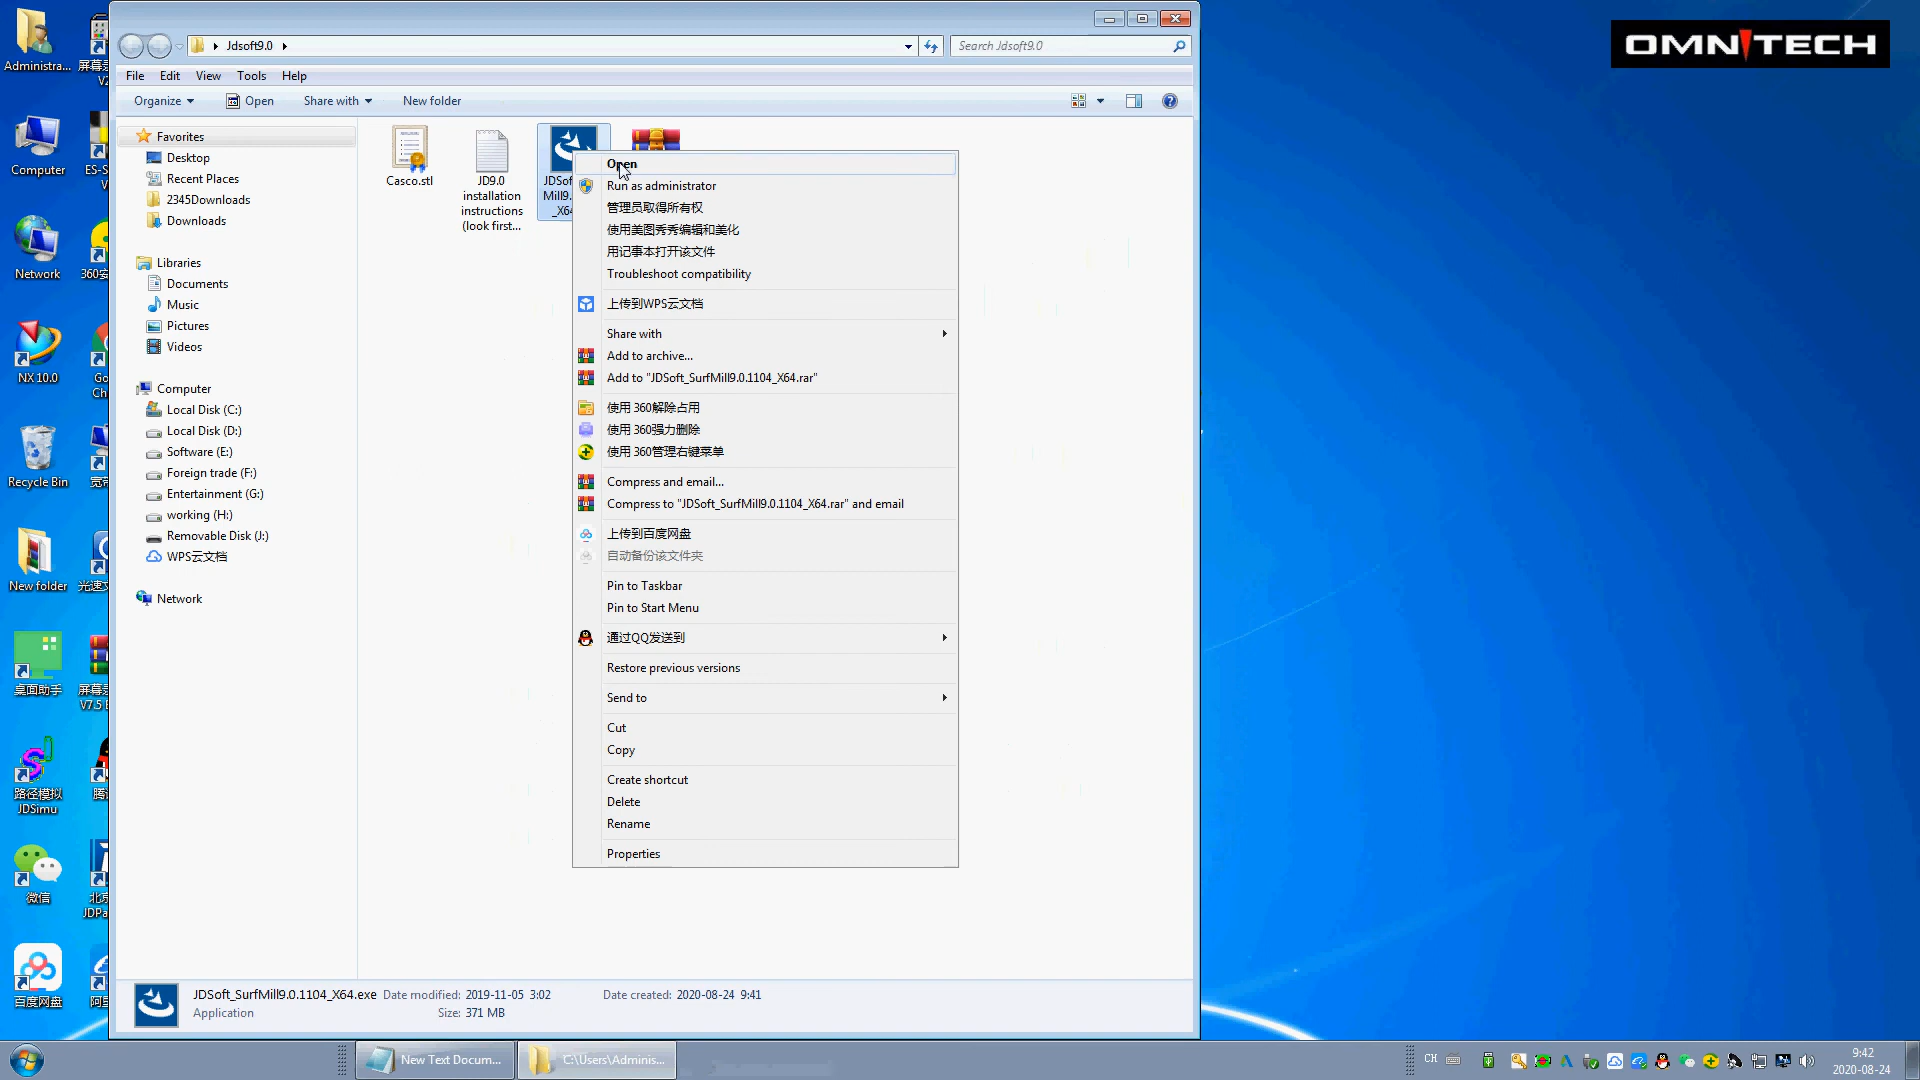 OMNITECH
Jdsoft9.0
Search Jdsoft9.0
File Edit View Tools Help
Organize Open Share with New folder
Favorites
Desktop
Recent Places
2345Downloads
Downloads
Libraries
Documents
Music
Pictures
Videos
Computer
Local Disk (C:)
Local Disk (D:)
Software (E:)
Foreign trade (F:)
Entertainment (G:)
working (H:)
Removable Disk (J:)
WPS云文档
Network
Casco.stl
JD9.0
installation
instructions
(look first...
JDSof
Mill9.
_X64
Open
Run as administrator
管理员取得所有权
使用美图秀秀编辑和美化
用记事本打开该文件
Troubleshoot compatibility
上传到WPS云文档
Share with
Add to archive...
Add to "JDSoft_SurfMill9.0.1104_X64.rar"
使用 360解除占用
使用 360强力删除
使用 360管理右键菜单
Compress and email...
Compress to "JDSoft_SurfMill9.0.1104_X64.rar" and email
上传到百度网盘
自动备份该文件夹
Pin to Taskbar
Pin to Start Menu
通过QQ发送到
Restore previous versions
Send to
Cut
Copy
Create shortcut
Delete
Rename
Properties
JDSoft_SurfMill9.0.1104_X64.exe Date modified: 2019-11-05 3:02 Date created: 2020-08-24 9:41
Application Size: 371 MB
Administra...
Computer
Network
NX 10.0
Recycle Bin
New folder
桌面助手
路径模拟
JDSimu
微信
百度网盘
V2
ES-S
V
360安
Go
Ch
光速
V7.5
JDPa
New Text Docum...
C:\Users\Adminis...
CH
9:42
2020-08-24